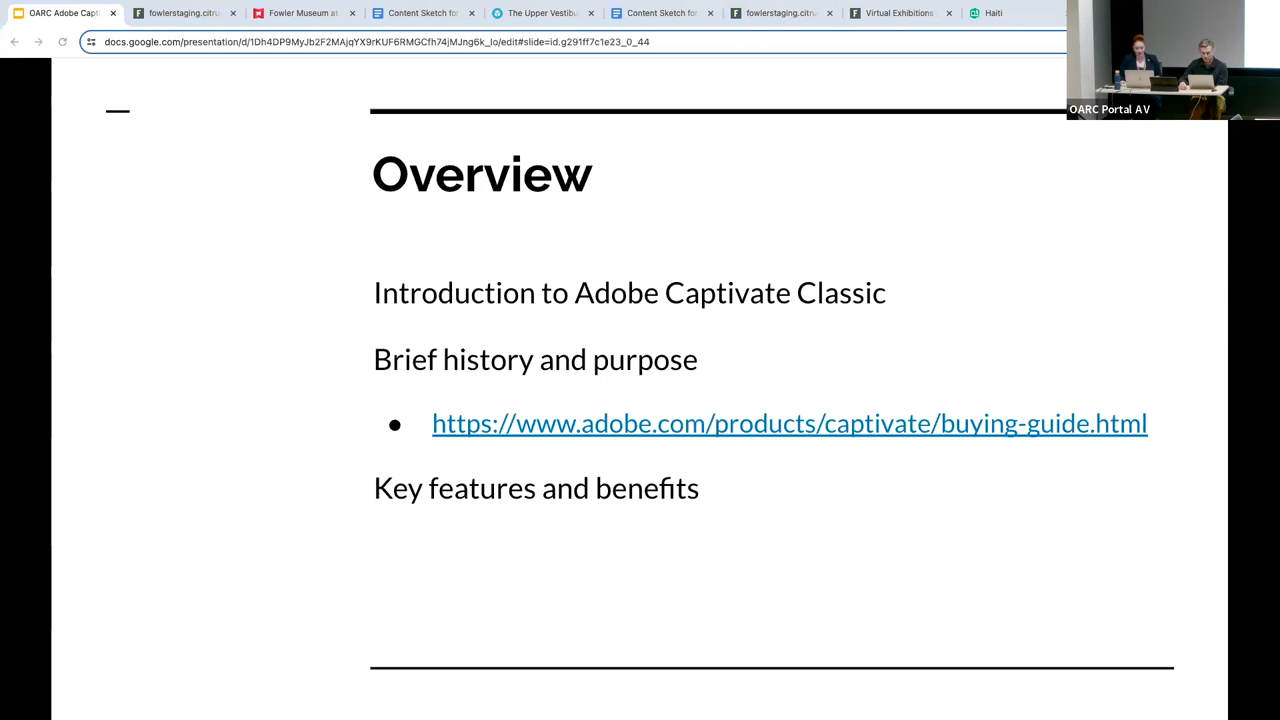 OARC Adobe Capti
fowlerstaging.citru
Fowler Museum at
Content Sketch for
The Upper Vestibu
Content Sketch for
fowlerstaging.citru
Virtual Exhibitions
Haiti
docs.google.com/presentation/d/1Dh4DP9MyJb2F2MAjqYX9rKUF6RMGCfh74jMJng6k_Io/edit#slide=id.g291ff7c1e23_0_44
OARC Portal AV
Overview
Introduction to Adobe Captivate Classic
Brief history and purpose
● https://www.adobe.com/products/captivate/buying-guide.html
Key features and benefits